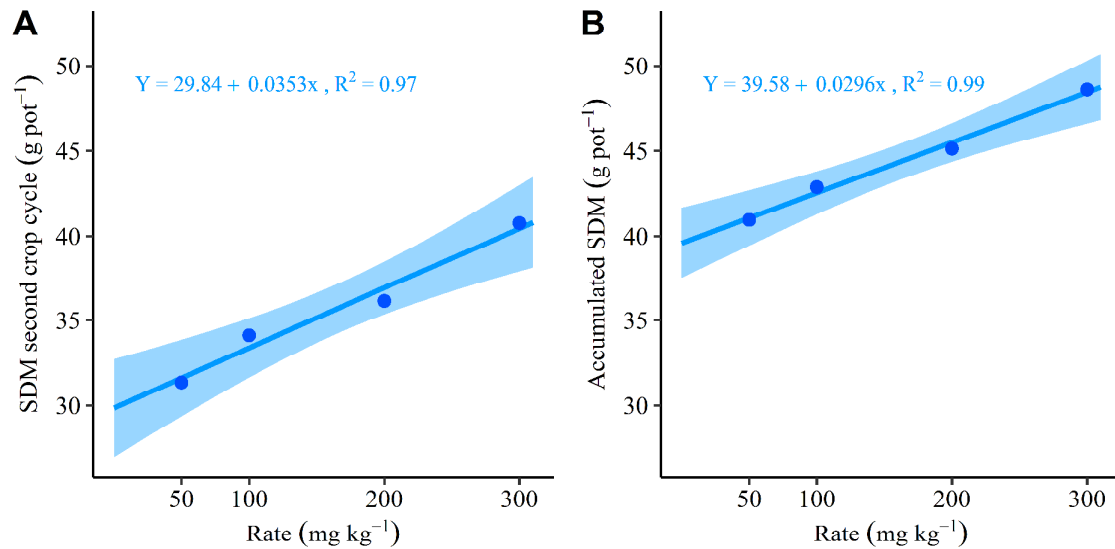 A
SDM second crop cycle (g pot⁻¹)
Y = 29.84 + 0.0353x , R² = 0.97
50
45
40
35
30
50 100 200 300
Rate (mg kg⁻¹)
B
Accumulated SDM (g pot⁻¹)
Y = 39.58 + 0.0296x , R² = 0.99
50
45
40
35
30
50 100 200 300
Rate (mg kg⁻¹)